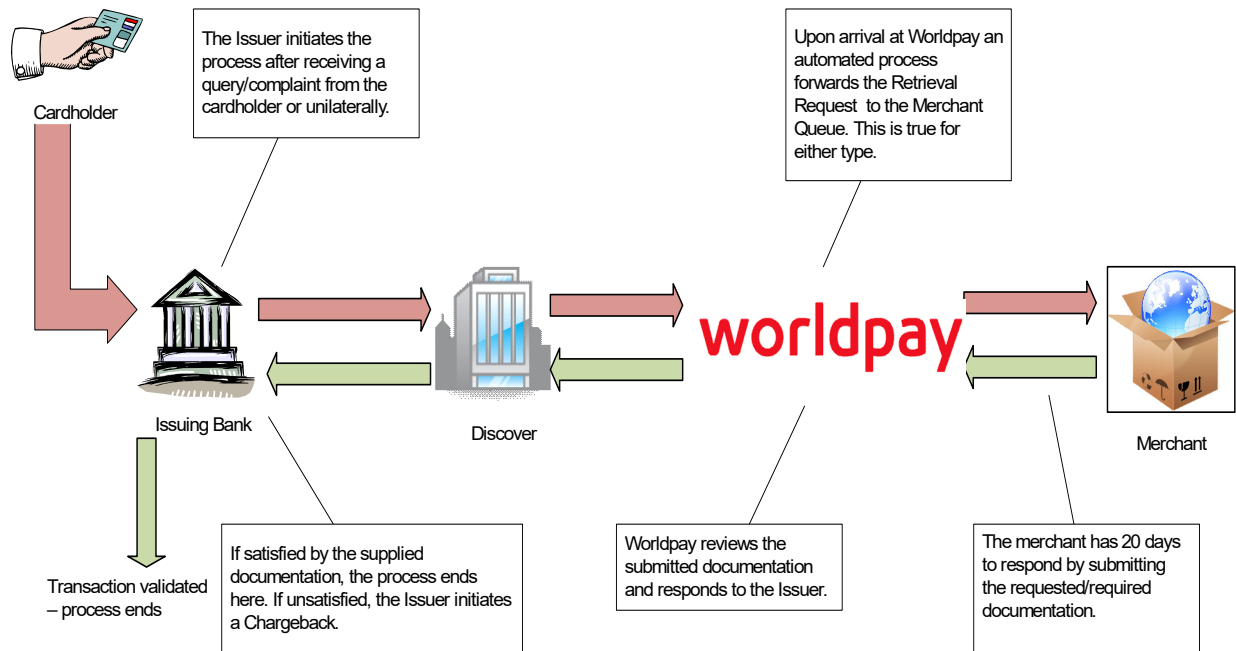 The Issuer initiates the
process after receiving a
query/complaint from the
cardholder or unilaterally.
Upon arrival at Worldpay an
automated process
forwards the Retrieval
Request to the Merchant
Queue. This is true for
either type.
Cardholder
worldpay
Issuing Bank
Discover
Merchant
Transaction validated
– process ends
If satisfied by the supplied
documentation, the process ends
here. If unsatisfied, the Issuer initiates
a Chargeback.
Worldpay reviews the
submitted documentation
and responds to the Issuer.
The merchant has 20 days
to respond by submitting
the requested/required
documentation.